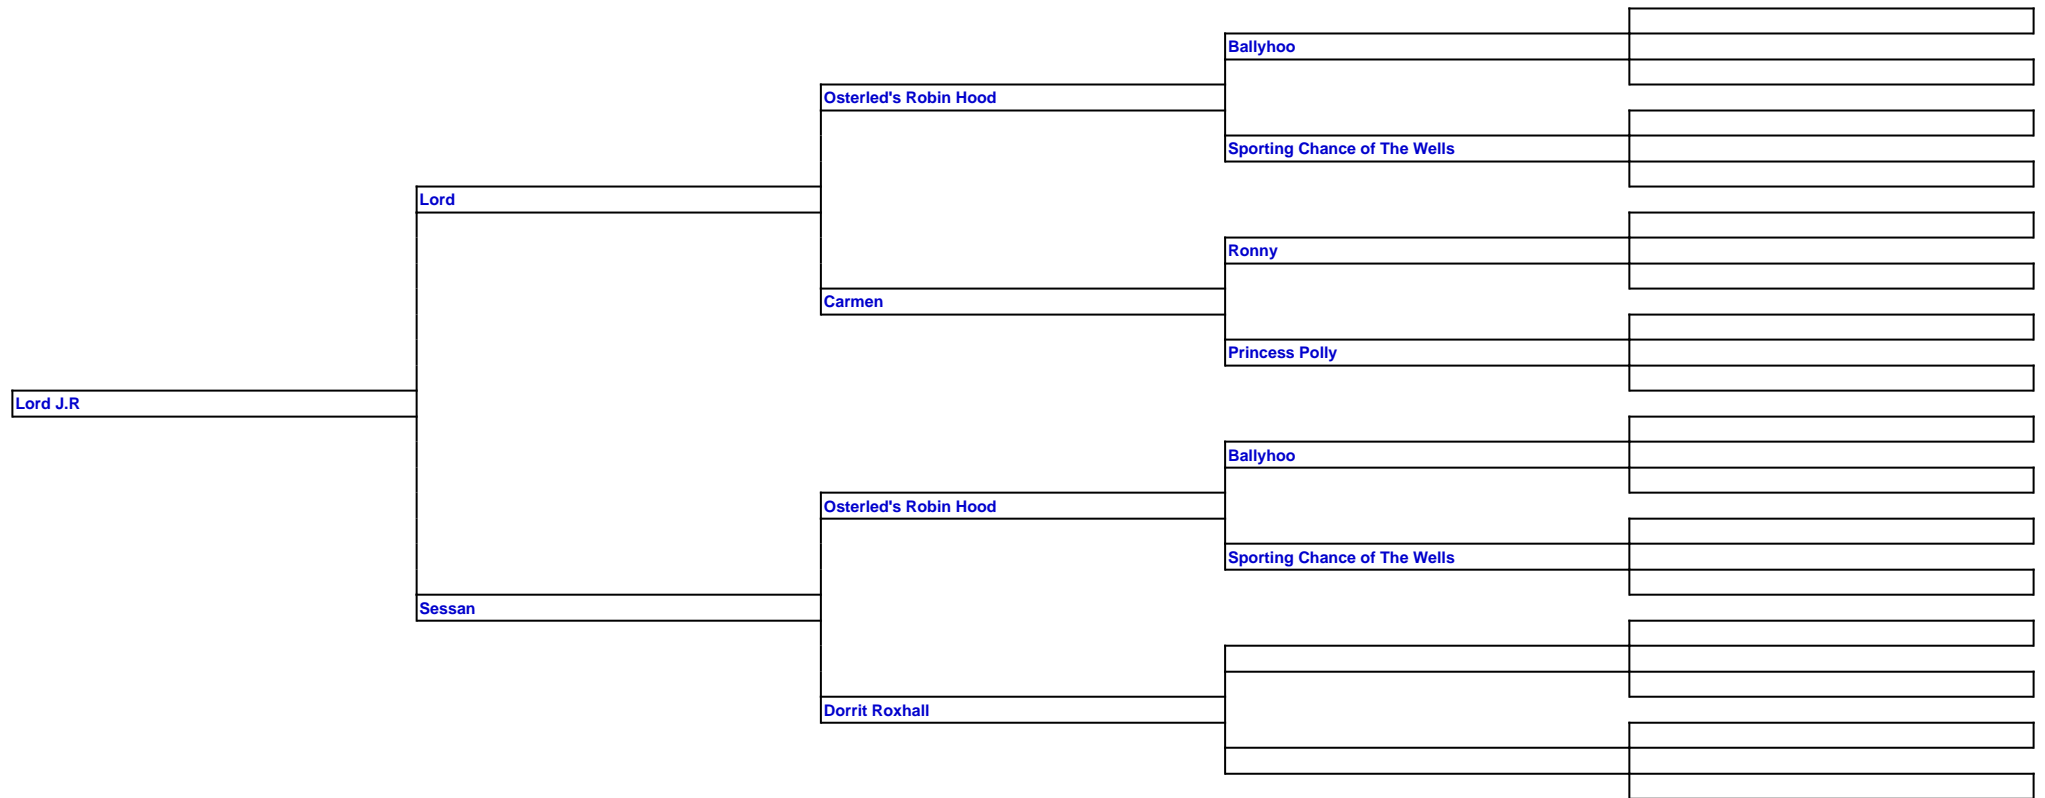 Ballyhoo
Osterled's Robin Hood
Sporting Chance of The Wells
Lord
Ronny
Carmen
Princess Polly
Lord J.R
Ballyhoo
Osterled's Robin Hood
Sporting Chance of The Wells
Sessan
Dorrit Roxhall